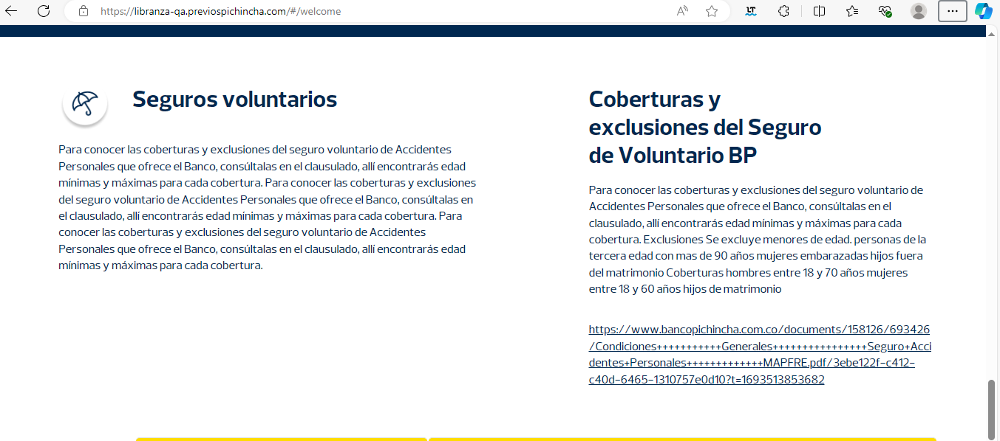 https://libranza-qa.previospichincha.com/#/welcome
Seguros voluntarios
Para conocer las coberturas y exclusiones del seguro voluntario de Accidentes
Personales que ofrece el Banco, consúltalas en el clausulado, allí encontrarás edad
mínimas y máximas para cada cobertura. Para conocer las coberturas y exclusiones
del seguro voluntario de Accidentes Personales que ofrece el Banco, consúltalas en
el clausulado, allí encontrarás edad mínimas y máximas para cada cobertura. Para
conocer las coberturas y exclusiones del seguro voluntario de Accidentes
Personales que ofrece el Banco, consúltalas en el clausulado, allí encontrarás edad
mínimas y máximas para cada cobertura.
Coberturas y
exclusiones del Seguro
de Voluntario BP
Para conocer las coberturas y exclusiones del seguro voluntario de
Accidentes Personales que ofrece el Banco, consúltalas en el
clausulado, allí encontrarás edad mínimas y máximas para cada
cobertura. Exclusiones Se excluye menores de edad. personas de la
tercera edad con mas de 90 años mujeres embarazadas hijos fuera
del matrimonio Coberturas hombres entre 18 y 70 años mujeres
entre 18 y 60 años hijos de matrimonio
https://www.bancopichincha.com.co/documents/158126/693426
/Condiciones+++++++++++Generales++++++++++++++++Seguro+Acci
dentes+Personales+++++++++++++MAPFRE.pdf/3ebe122f-c412-
c40d-6465-1310757e0d10?t=1693513853682